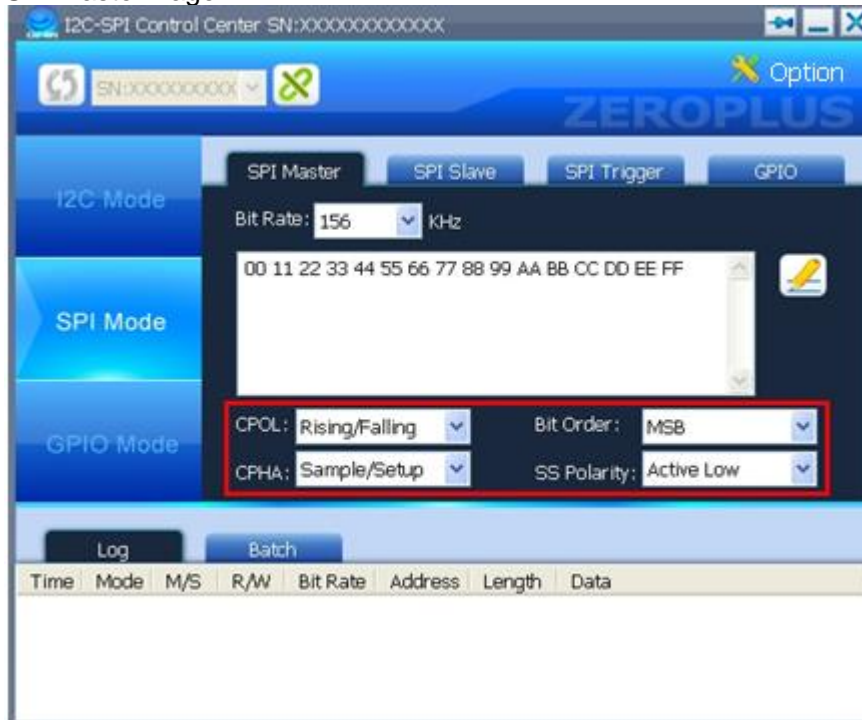 I2C-SPI Control Center SN:XXXXXXXXXXXXX
SN:XXXXXXXXXX
Option
ZEROPLUS
SPI Master SPI Slave SPI Trigger GPIO
I2C Mode
Bit Rate: 156 KHz
00 11 22 33 44 55 66 77 88 99 AA BB CC DD EE FF
SPI Mode
CPOL: Rising/Falling Bit Order: MSB
GPIO Mode
CPHA: Sample/Setup SS Polarity: Active Low
Log Batch
Time Mode M/S R/W Bit Rate Address Length Data